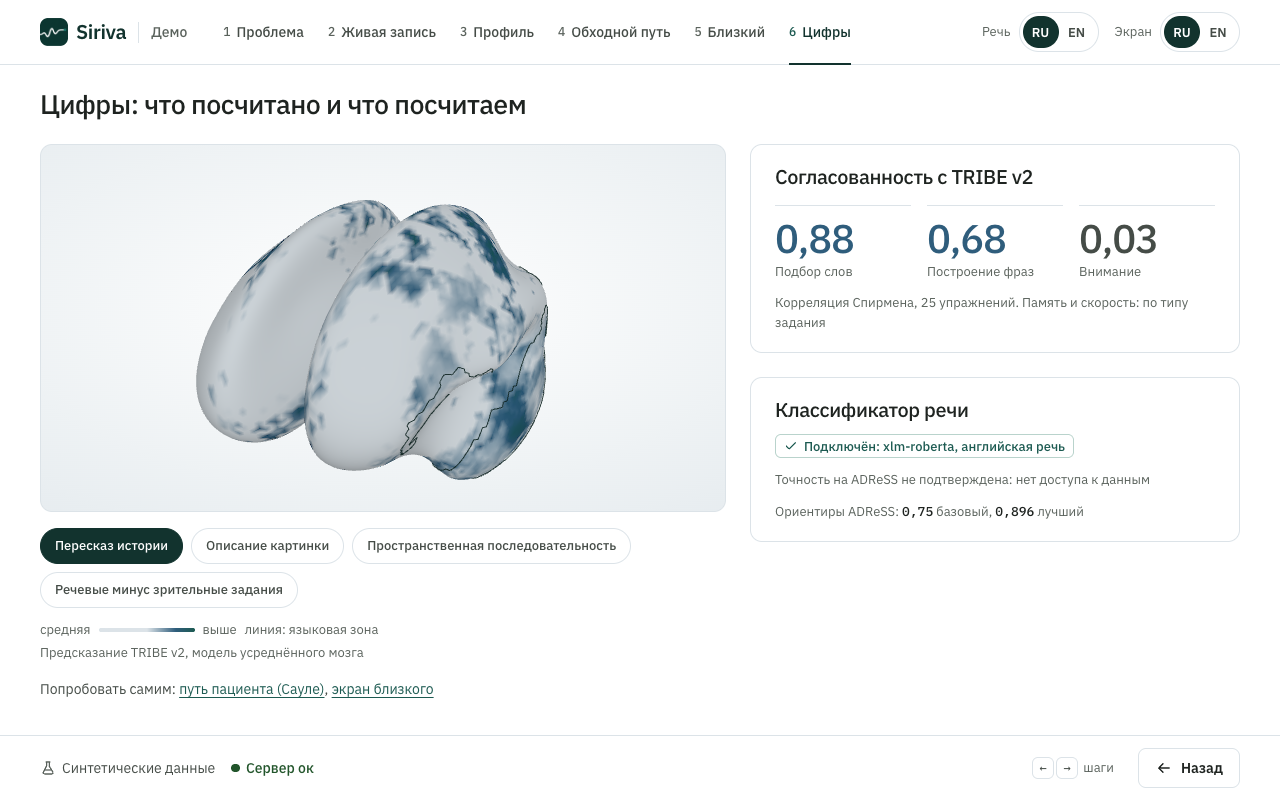 Siriva
Демо
1 Проблема
2 Живая запись
3 Профиль
4 Обходной путь
5 Близкий
6 Цифры
Речь RU EN
Экран RU EN
Цифры: что посчитано и что посчитаем
Согласованность с TRIBE v2
0,88 0,68 0,03
Подбор слов Построение фраз Внимание
Корреляция Спирмена, 25 упражнений. Память и скорость: по типу
задания
Классификатор речи
Подключён: xlm-roberta, английская речь
Точность на ADReSS не подтверждена: нет доступа к данным
Ориентиры ADReSS: 0,75 базовый, 0,896 лучший
Пересказ истории
Описание картинки
Пространственная последовательность
Речевые минус зрительные задания
средняя выше линия: языковая зона
Предсказание TRIBE v2, модель усреднённого мозга
Попробовать самим: путь пациента (Сауле), экран близкого
Синтетические данные
Сервер ок
← → шаги
← Назад